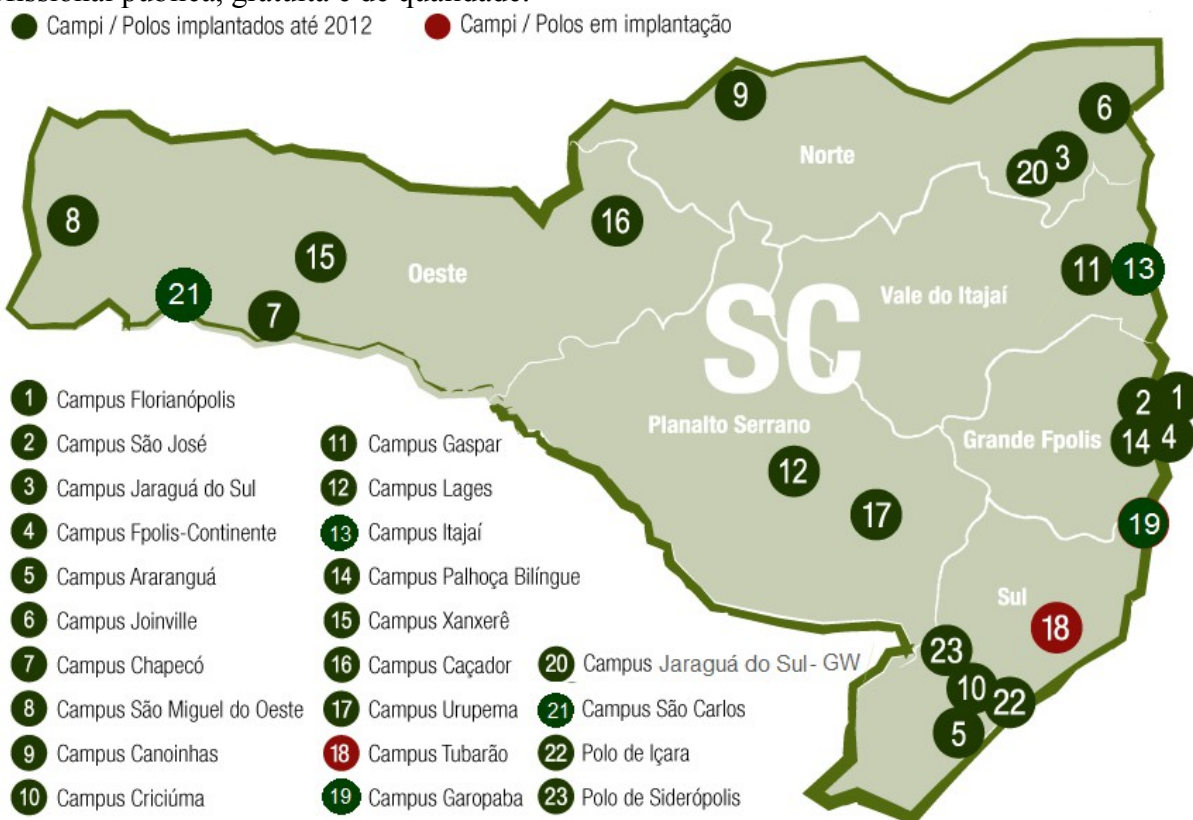 fissional pública, gratuita e de qualidade.
Campi / Polos implantados até 2012 Campi / Polos em implantação
9
6
Norte
3
20
8
16
15
Oeste
11
13
21
Vale do Itajaí
7
SC
1
2
Planalto Serrano
Grande Fpolis
14
4
12
17
19
Sul
18
23
10
22
5
1 Campus Florianópolis
2 Campus São José
3 Campus Jaraguá do Sul
4 Campus Fpolis-Continente
5 Campus Araranguá
6 Campus Joinville
7 Campus Chapecó
8 Campus São Miguel do Oeste
9 Campus Canoinhas
10 Campus Criciúma
11 Campus Gaspar
12 Campus Lages
13 Campus Itajaí
14 Campus Palhoça Bilíngue
15 Campus Xanxerê
16 Campus Caçador
17 Campus Urupema
18 Campus Tubarão
19 Campus Garopaba
20 Campus Jaraguá do Sul- GW
21 Campus São Carlos
22 Polo de Içara
23 Polo de Siderópolis